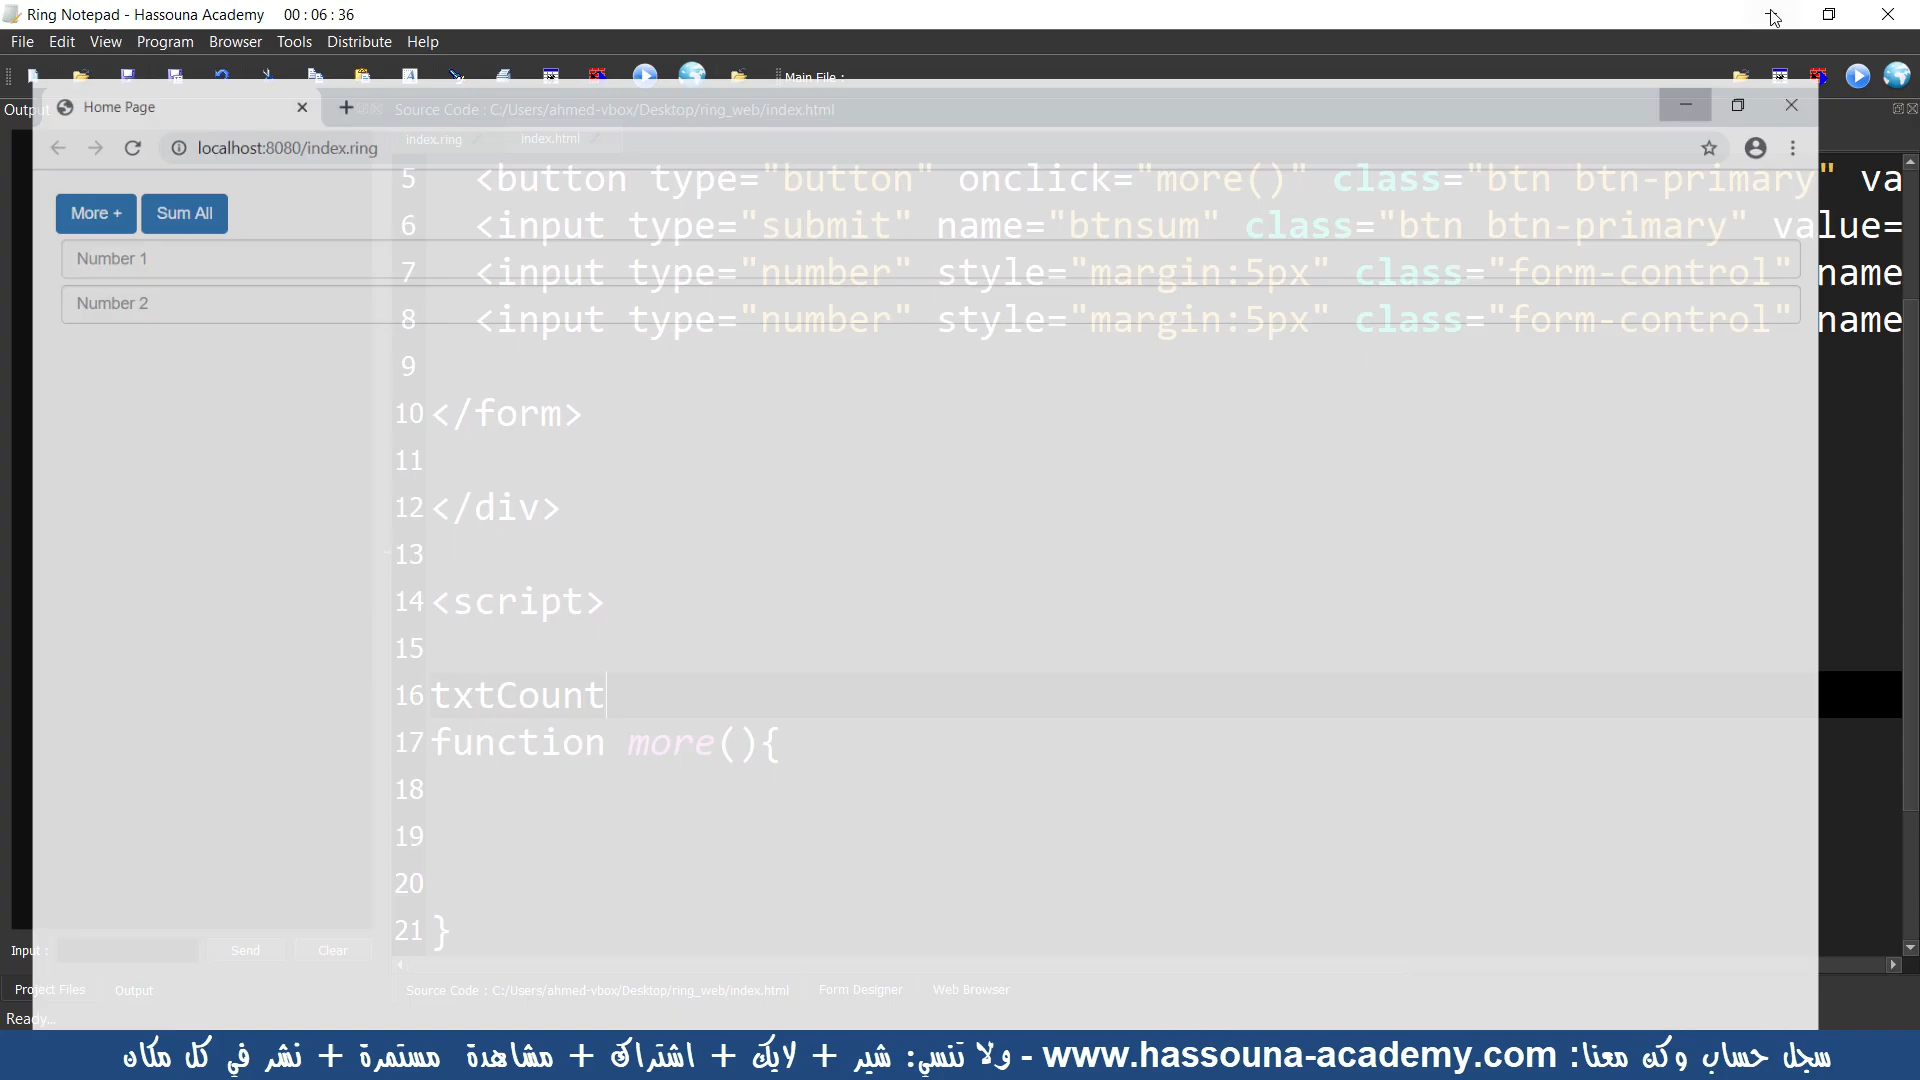 Ring Notepad - Hassouna Academy 00 : 06 : 36
File Edit View Program Browser Tools Distribute Help
Main File :
Home Page
Source Code : C:/Users/ahmed-vbox/Desktop/ring_web/index.html
index.ring index.html
localhost:8080/index.ring
More + Sum All
Number 1
Number 2
5 <button type="button" onclick="more()" class="btn btn-primary" va
6 <input type="submit" name="btnsum" class="btn btn-primary" value=
7 <input type="number" style="margin:5px" class="form-control" name
8 <input type="number" style="margin:5px" class="form-control" name
9
10 </form>
11
12 </div>
13
14 <script>
15
16 txtCount
17 function more(){
18
19
20
21 }
Input : Send Clear
Project Files Output Source Code : C:/Users/ahmed-vbox/Desktop/ring_web/index.html Form Designer Web Browser
Ready...
سجل حساب وكن معنا: www.hassouna-academy.com - ولا تنسي: شير + لايك + اشتراك + مشاهدة مستمرة + نشر في كل مكان